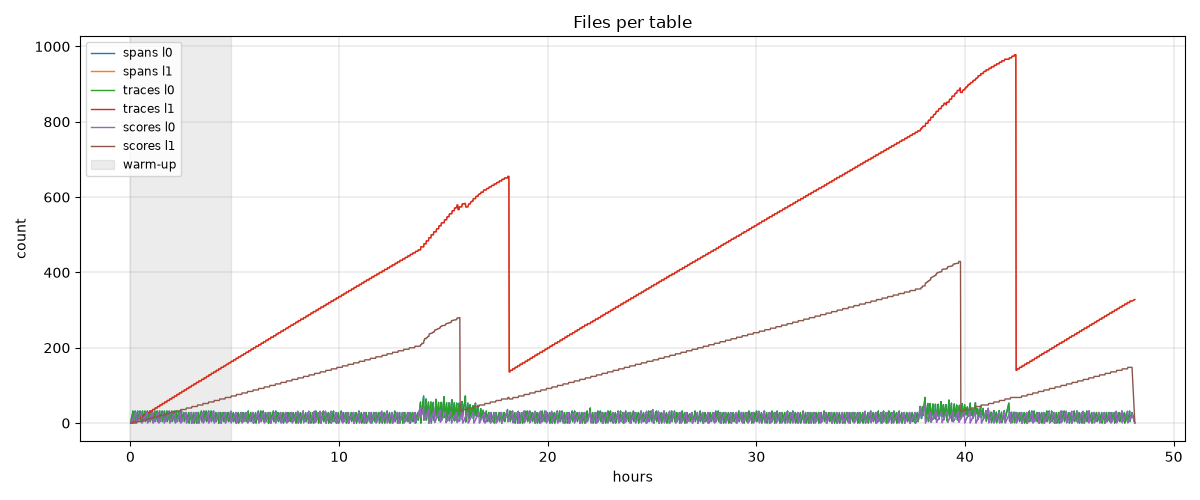 Files per table
count
1000
800
600
400
200
0
spans l0
spans l1
traces l0
traces l1
scores l0
scores l1
warm-up
0 10 20 30 40 50
hours